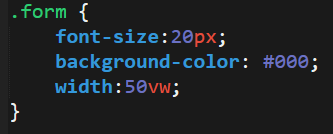 .form {
    font-size:20px;
    background-color: #000;
    width:50vw;
}